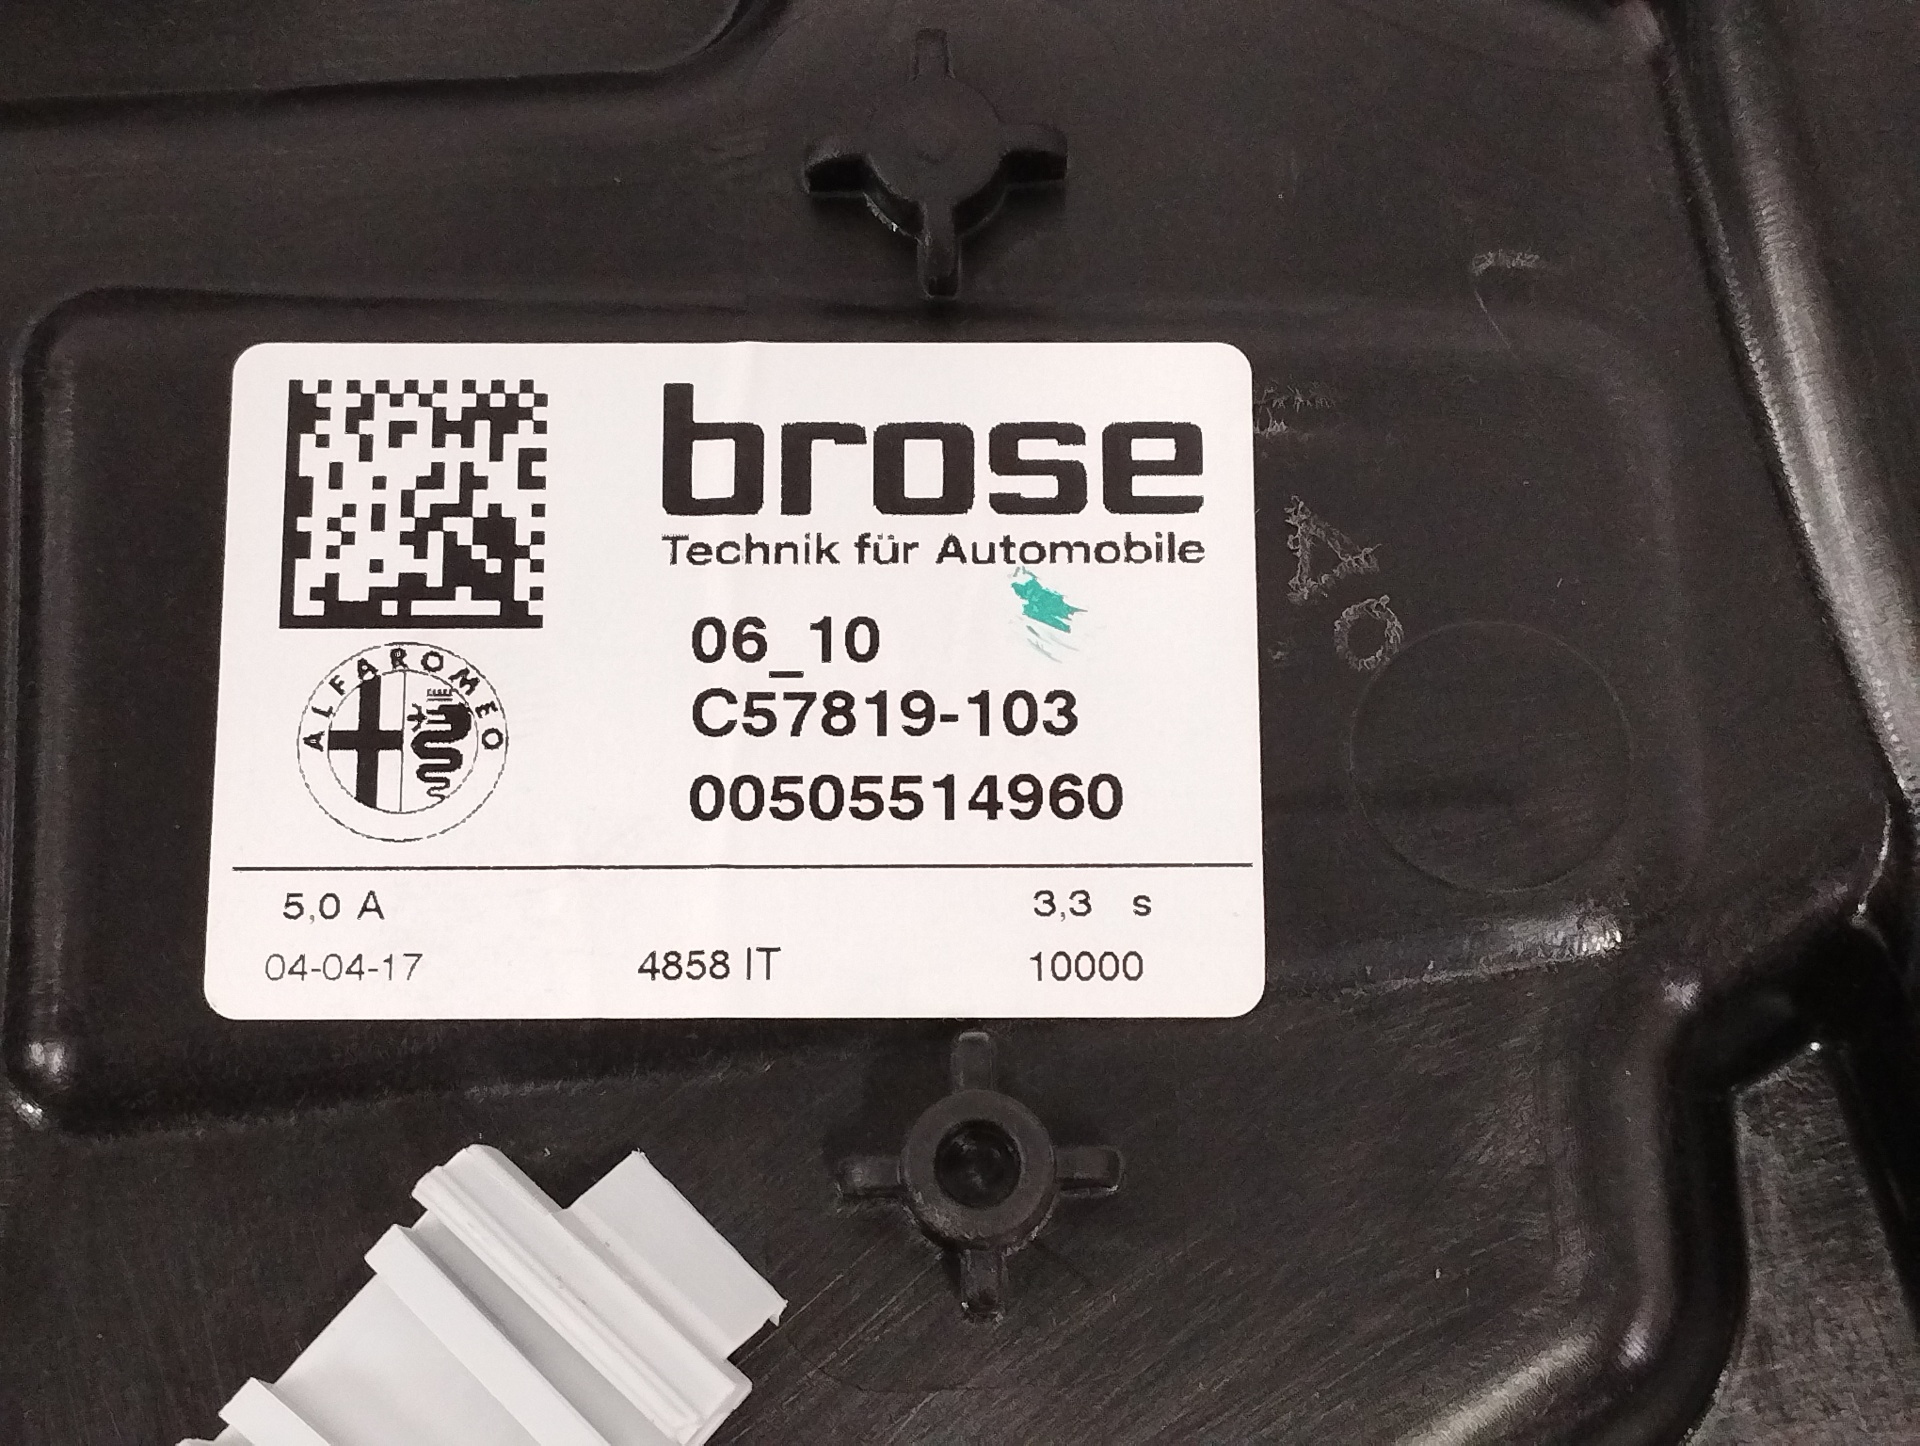 brose
Technik für Automobile
06_10
C57819-103
00505514960
ALFA ROMEO
5,0 A 3,3 s
04-04-17 4858 IT 10000